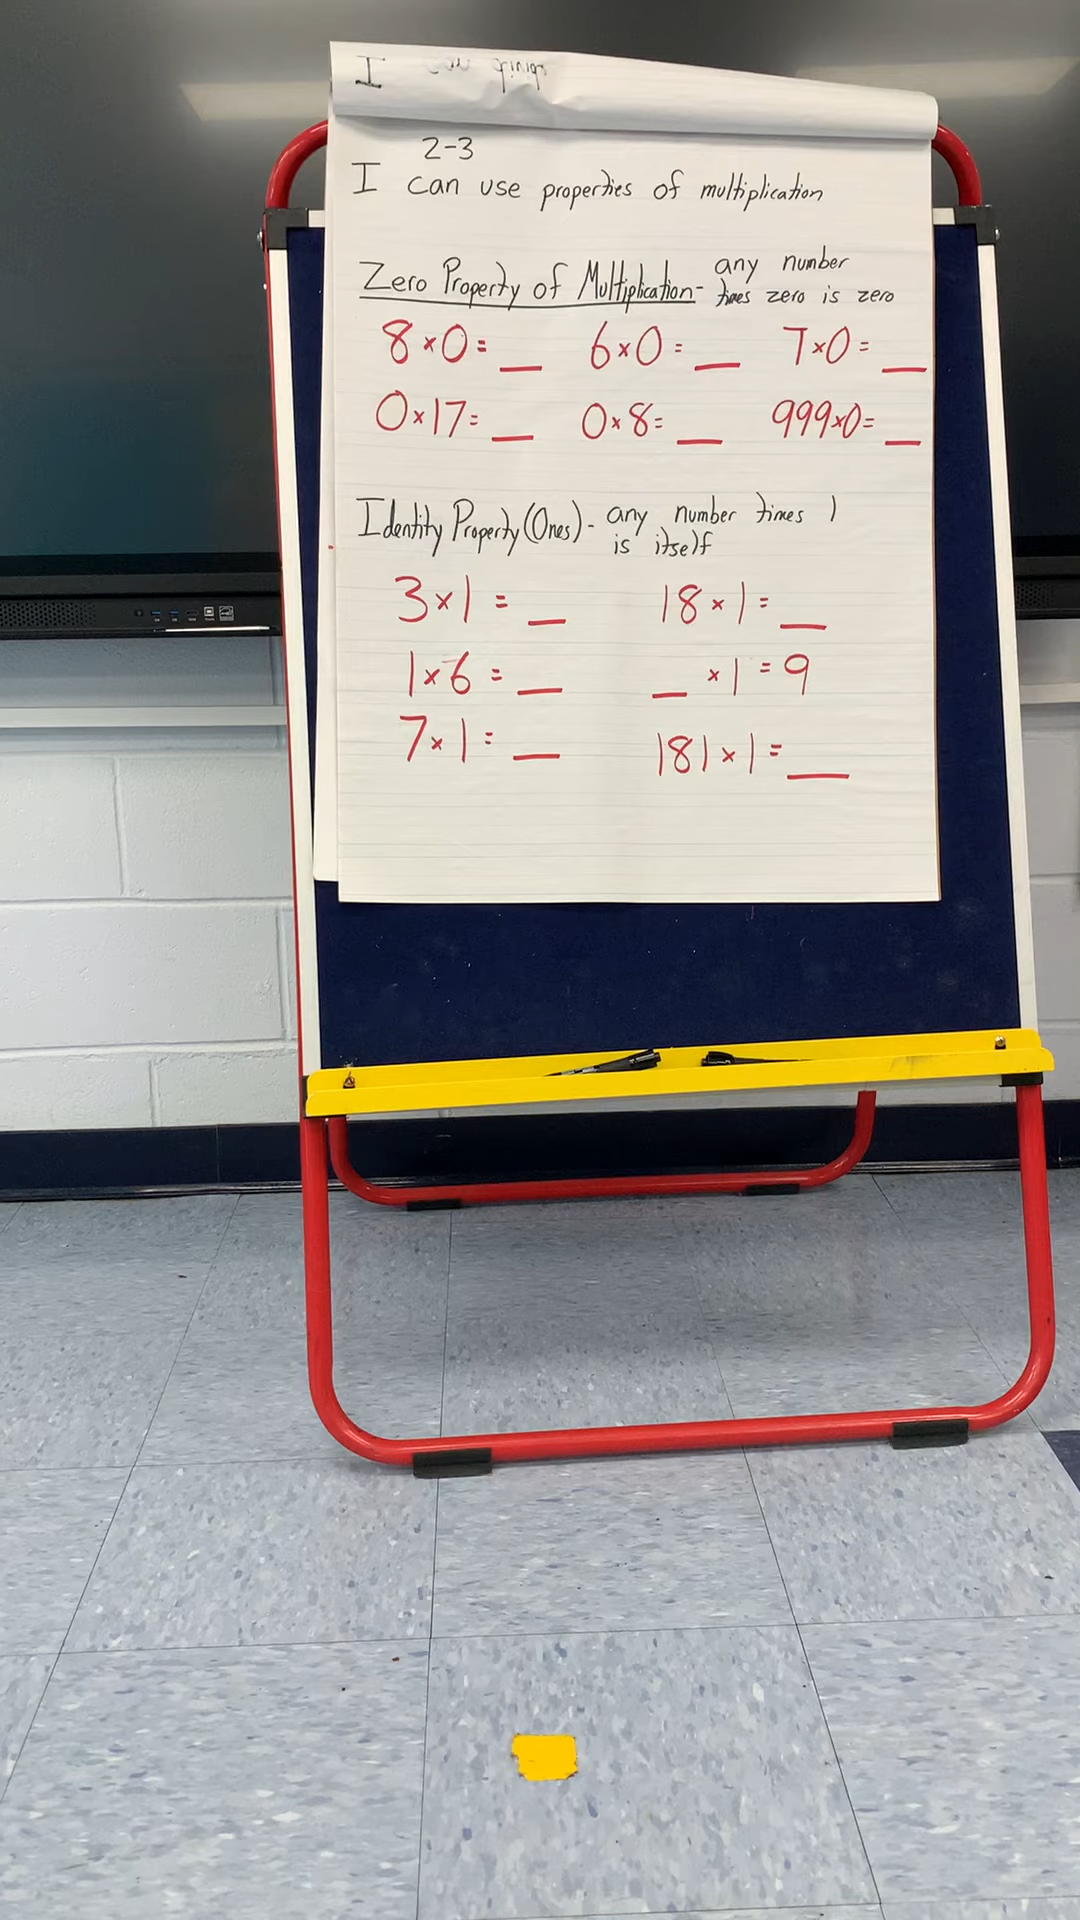 I
2-3
I can use properties of multiplication
Zero Property of Multiplication- any number
times zero is zero
8×0= __ 6×0= __ 7×0= __
0×17= __ 0×8= __ 999×0= __
Identity Property (Ones)- any number times 1
is itself
3×1 = __ 18×1= __
1×6 = __ __ ×1 = 9
7×1 = __ 181×1= __